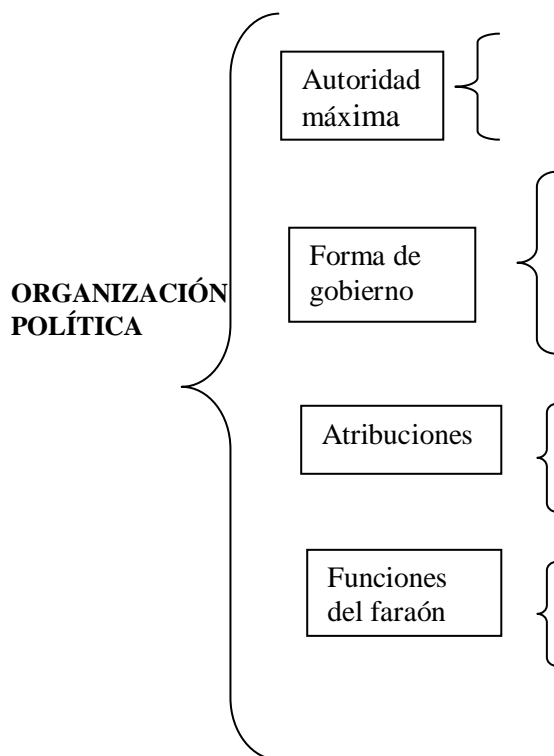 Autoridad
máxima
Forma de
gobierno
ORGANIZACIÓN
POLÍTICA
Atribuciones
Funciones
del faraón